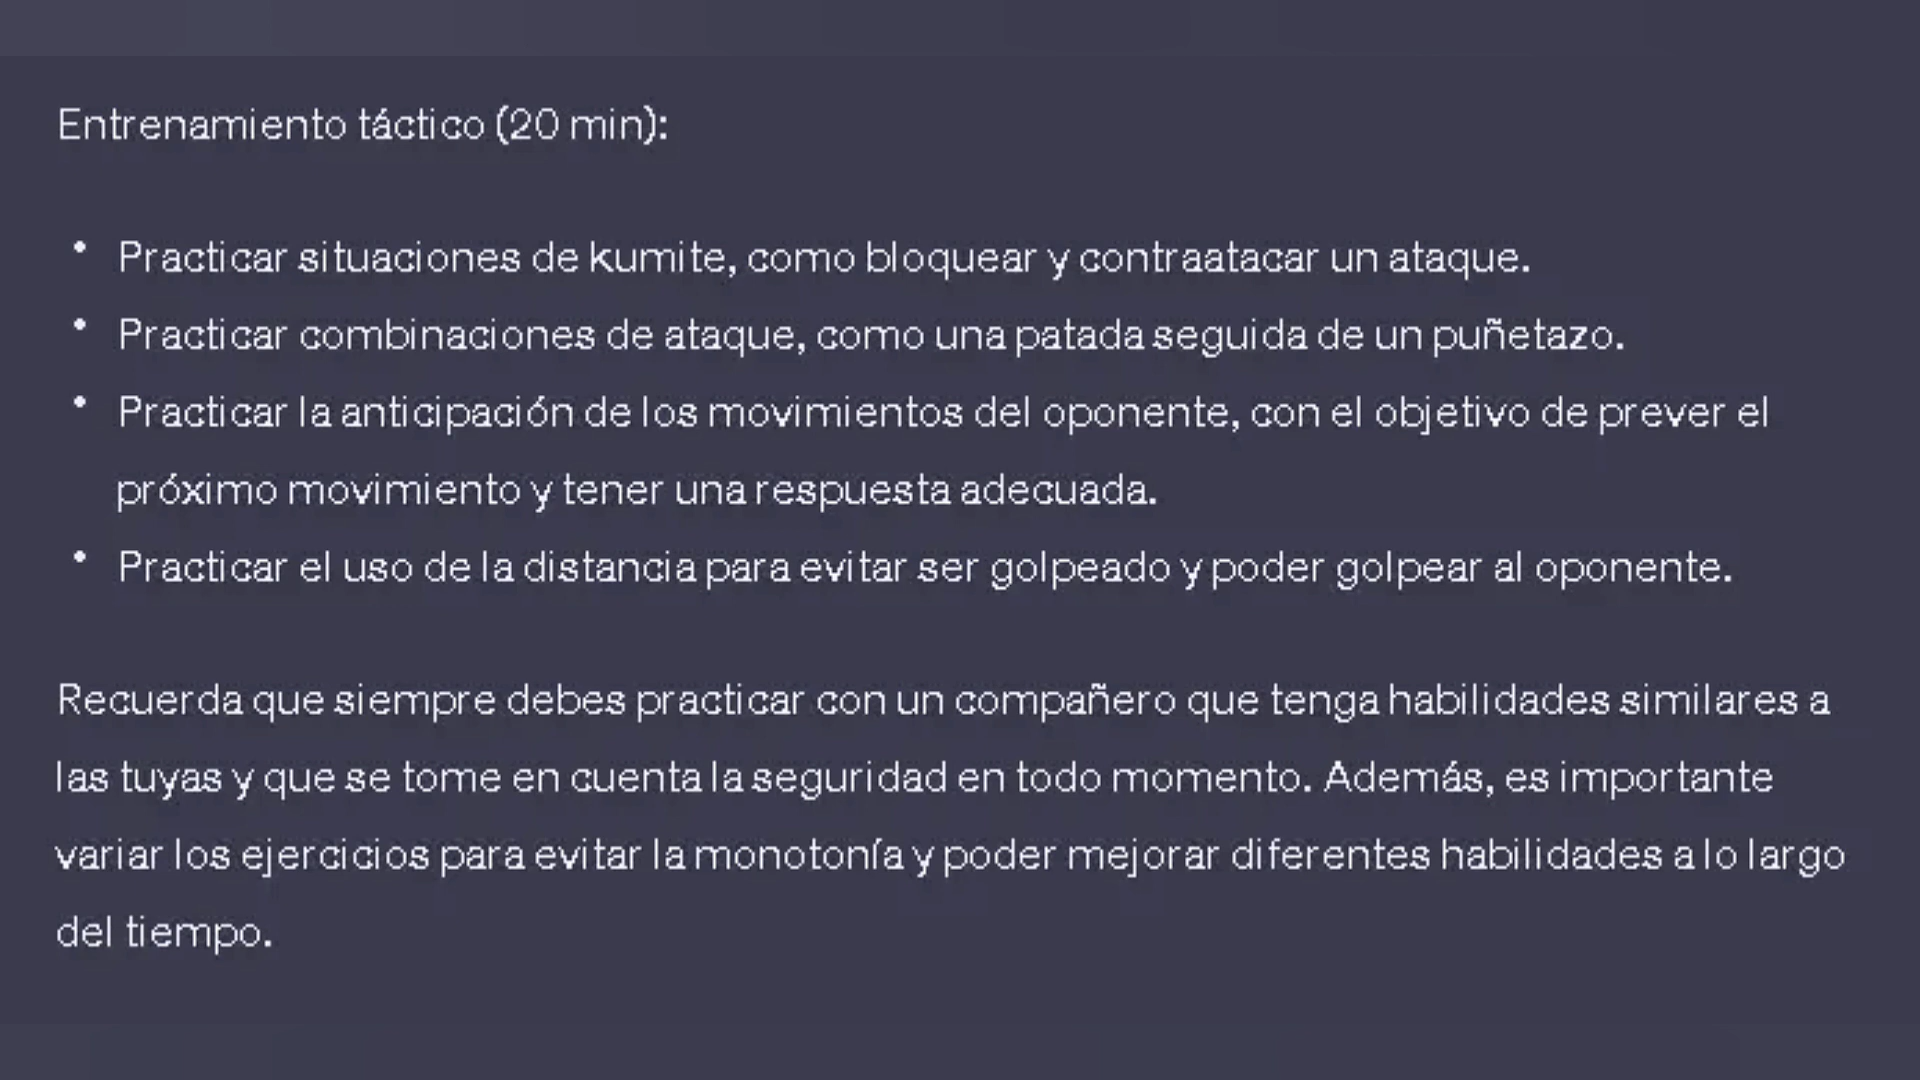 Entrenamiento táctico (20 min):
• Practicar situaciones de kumite, como bloquear y contraatacar un ataque.
• Practicar combinaciones de ataque, como una patada seguida de un puñetazo.
• Practicar la anticipación de los movimientos del oponente, con el objetivo de prever el
próximo movimiento y tener una respuesta adecuada.
• Practicar el uso de la distancia para evitar ser golpeado y poder golpear al oponente.
Recuerda que siempre debes practicar con un compañero que tenga habilidades similares a
las tuyas y que se tome en cuenta la seguridad en todo momento. Además, es importante
variar los ejercicios para evitar la monotonía y poder mejorar diferentes habilidades a lo largo
del tiempo.